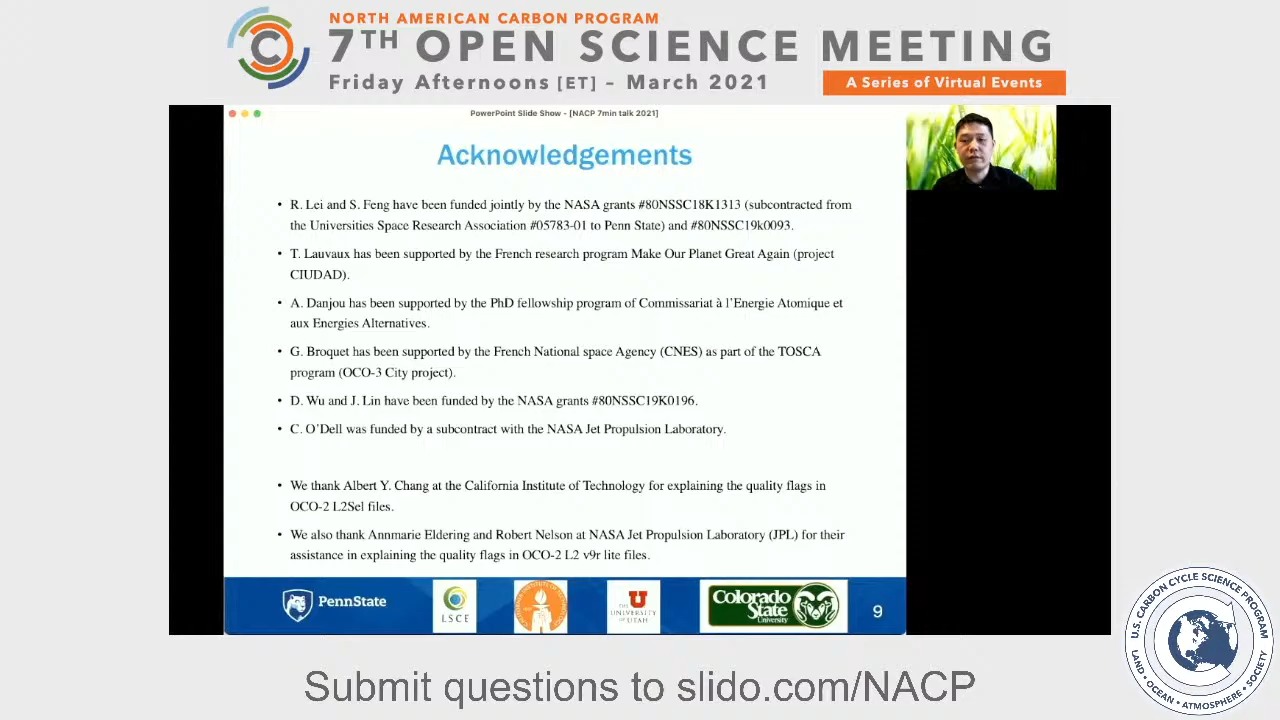 NORTH AMERICAN CARBON PROGRAM
7TH OPEN SCIENCE MEETING
Friday Afternoons [ET] – March 2021
A Series of Virtual Events
PowerPoint Slide Show - [NACP 7min talk 2021]
Acknowledgements
• R. Lei and S. Feng have been funded jointly by the NASA grants #80NSSC18K1313 (subcontracted from
the Universities Space Research Association #05783-01 to Penn State) and #80NSSC19k0093.
• T. Lauvaux has been supported by the French research program Make Our Planet Great Again (project
CIUDAD).
• A. Danjou has been supported by the PhD fellowship program of Commissariat à l’Energie Atomique et
aux Energies Alternatives.
• G. Broquet has been supported by the French National space Agency (CNES) as part of the TOSCA
program (OCO-3 City project).
• D. Wu and J. Lin have been funded by the NASA grants #80NSSC19K0196.
• C. O’Dell was funded by a subcontract with the NASA Jet Propulsion Laboratory.
• We thank Albert Y. Chang at the California Institute of Technology for explaining the quality flags in
OCO-2 L2Sel files.
• We also thank Annmarie Eldering and Robert Nelson at NASA Jet Propulsion Laboratory (JPL) for their
assistance in explaining the quality flags in OCO-2 L2 v9r lite files.
PennState
LSCE
U
THE
UNIVERSITY
OF UTAH
Colorado
State
University
9
U.S. CARBON CYCLE SCIENCE PROGRAM
LAND • OCEAN • ATMOSPHERE • SOCIETY
Submit questions to slido.com/NACP